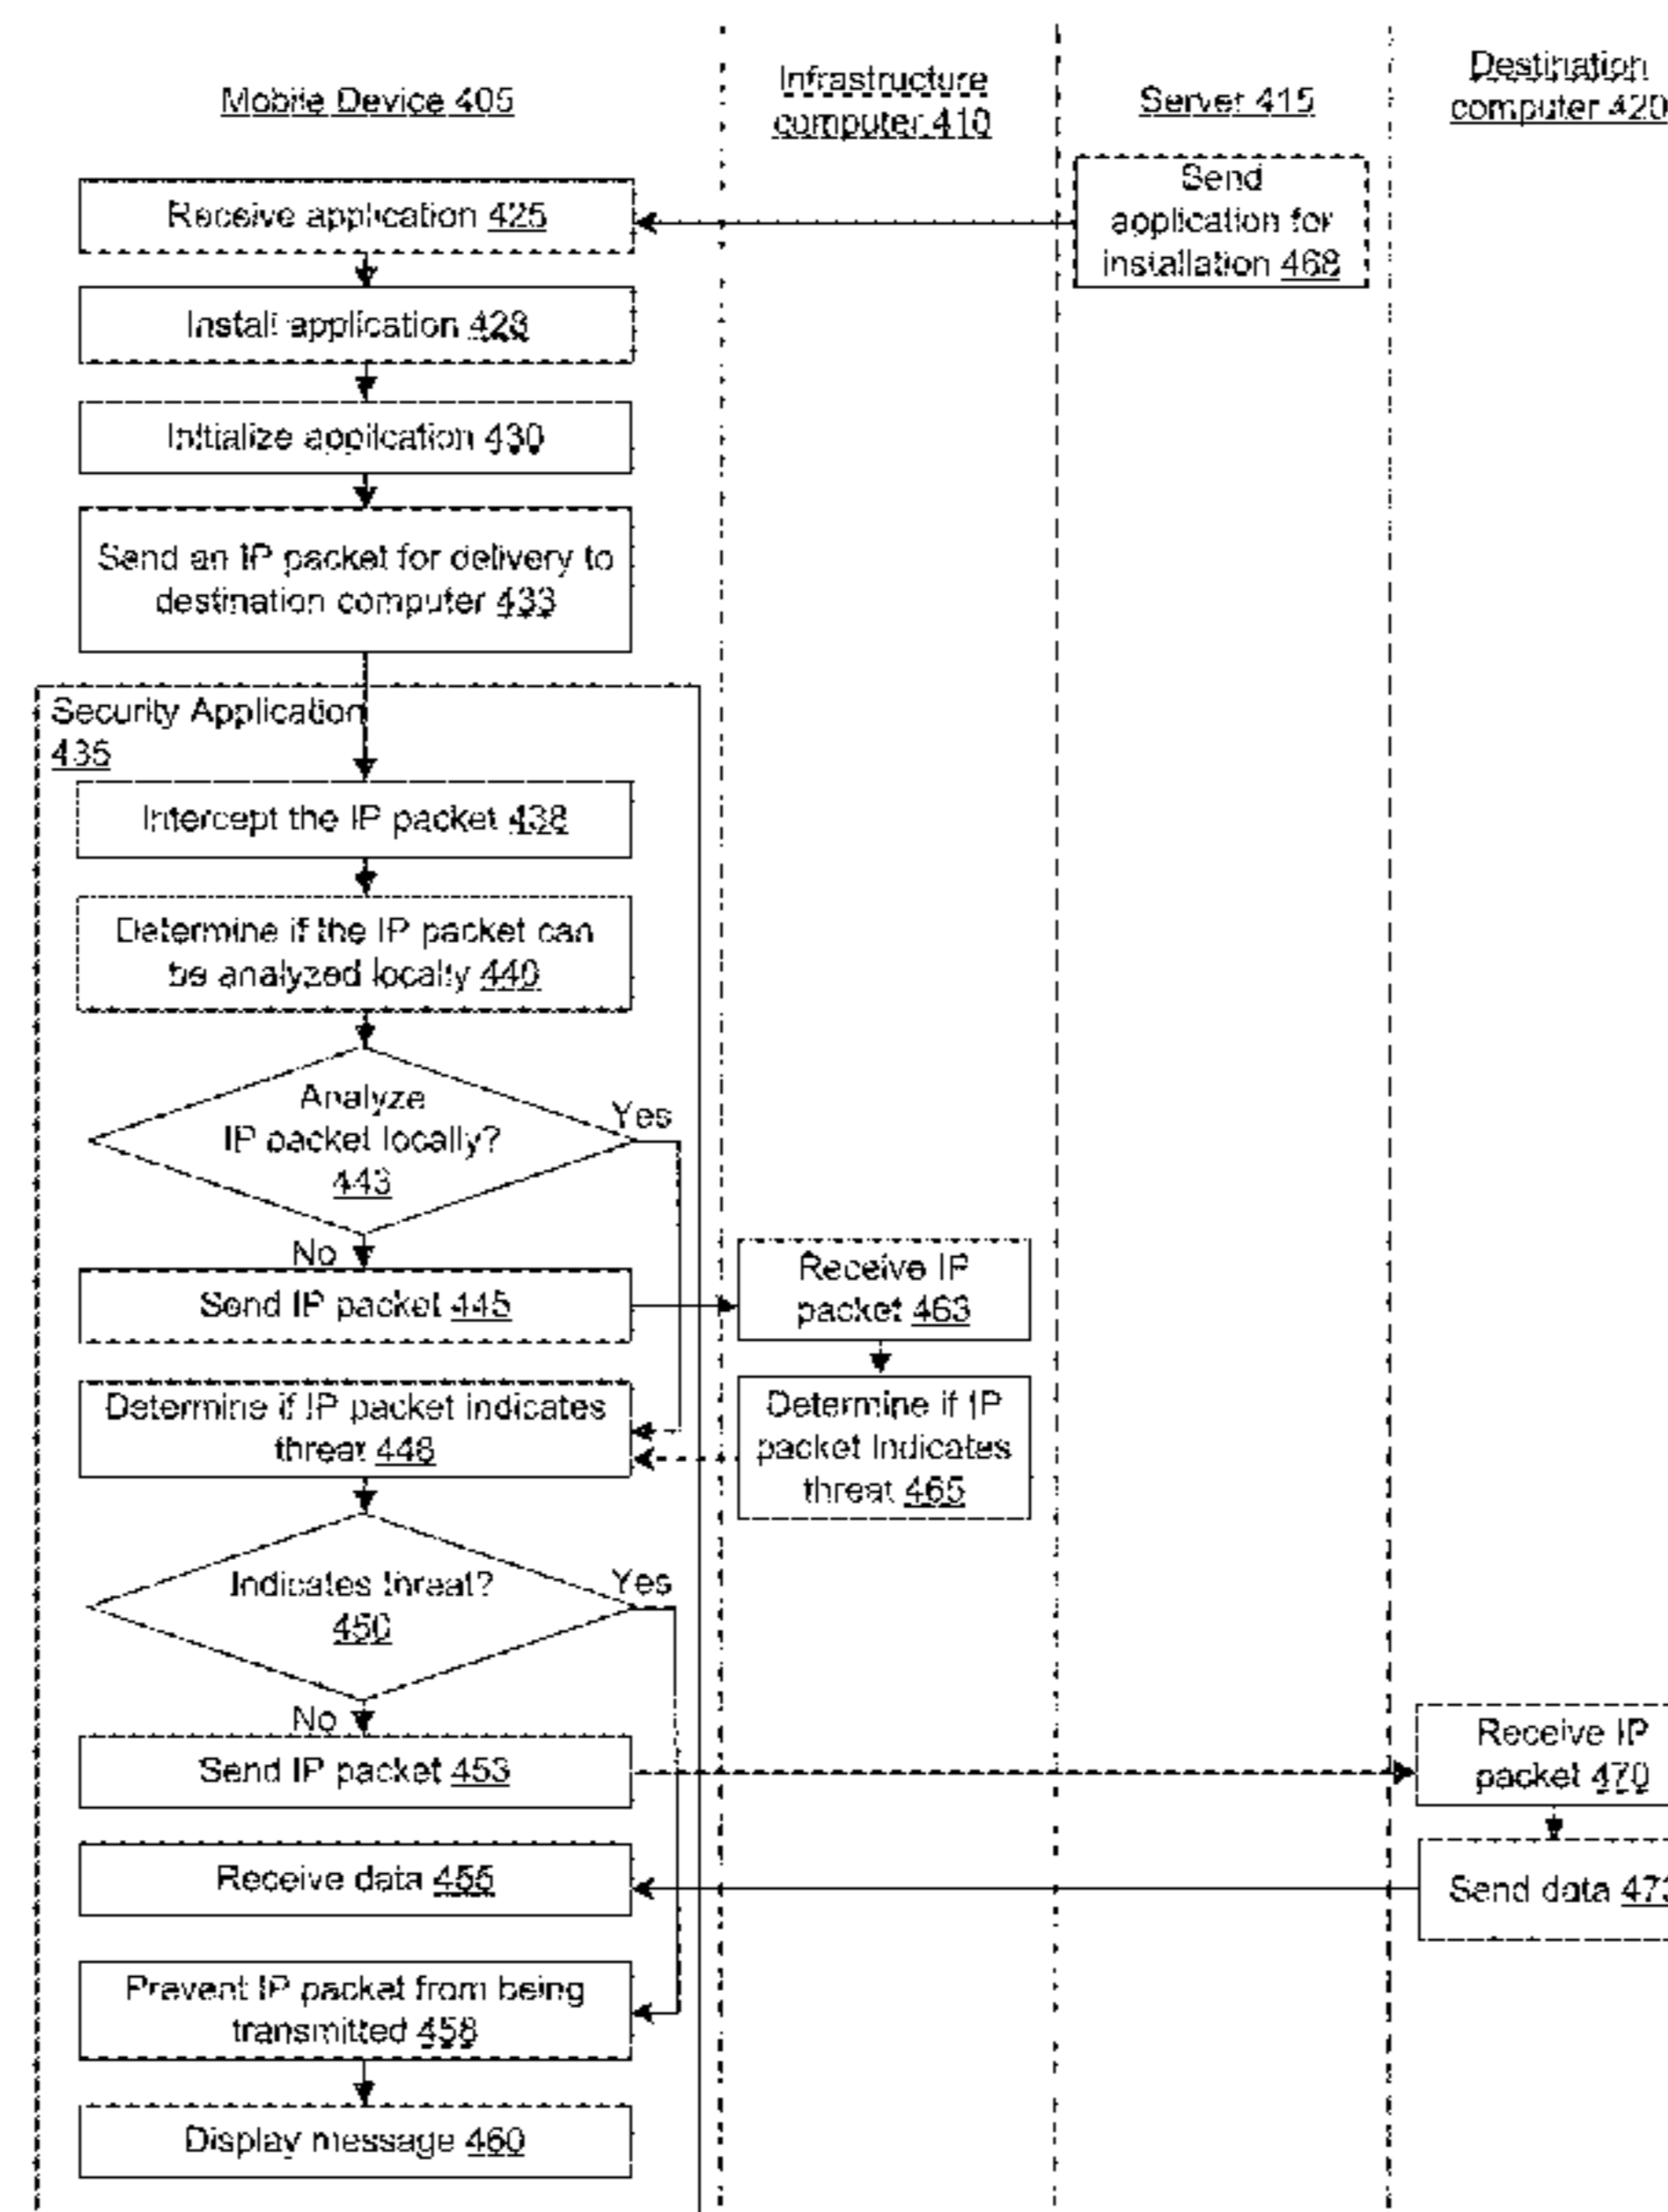 Mobile Device 405
Infrastructure
computer 410
Server 415
Destination
computer 420
Receive application 425
Send
application for
installation 468
Install application 428
Initialize application 430
Send an IP packet for delivery to
destination computer 433
Security Application
435
Intercept the IP packet 438
Determine if the IP packet can
be analyzed locally 440
Analyze
IP packet locally?
443
Yes
No
Send IP packet 445
Receive IP
packet 463
Determine if IP packet indicates
threat 448
Determine if IP
packet indicates
threat 465
Indicates threat?
450
Yes
No
Send IP packet 453
Receive IP
packet 470
Receive data 455
Send data 473
Prevent IP packet from being
transmitted 458
Display message 460